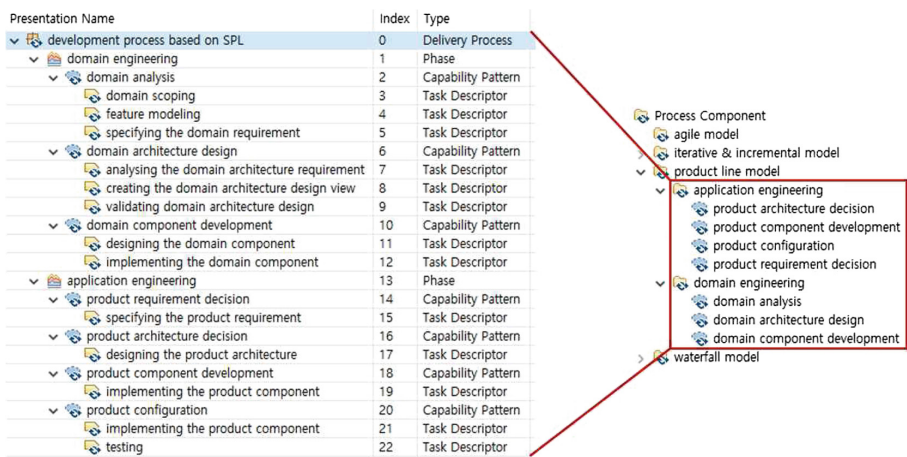 Presentation Name Index Type
development process based on SPL 0 Delivery Process
domain engineering 1 Phase
domain analysis 2 Capability Pattern
domain scoping 3 Task Descriptor
feature modeling 4 Task Descriptor
specifying the domain requirement 5 Task Descriptor
domain architecture design 6 Capability Pattern
analysing the domain architecture requirement 7 Task Descriptor
creating the domain architecture design view 8 Task Descriptor
validating domain architecture design 9 Task Descriptor
domain component development 10 Capability Pattern
designing the domain component 11 Task Descriptor
implementing the domain component 12 Task Descriptor
application engineering 13 Phase
product requirement decision 14 Capability Pattern
specifying the product requirement 15 Task Descriptor
product architecture decision 16 Capability Pattern
designing the product architecture 17 Task Descriptor
product component development 18 Capability Pattern
implementing the product component 19 Task Descriptor
product configuration 20 Capability Pattern
implementing the product component 21 Task Descriptor
testing 22 Task Descriptor
Process Component
agile model
iterative & incremental model
product line model
application engineering
product architecture decision
product component development
product configuration
product requirement decision
domain engineering
domain analysis
domain architecture design
domain component development
waterfall model